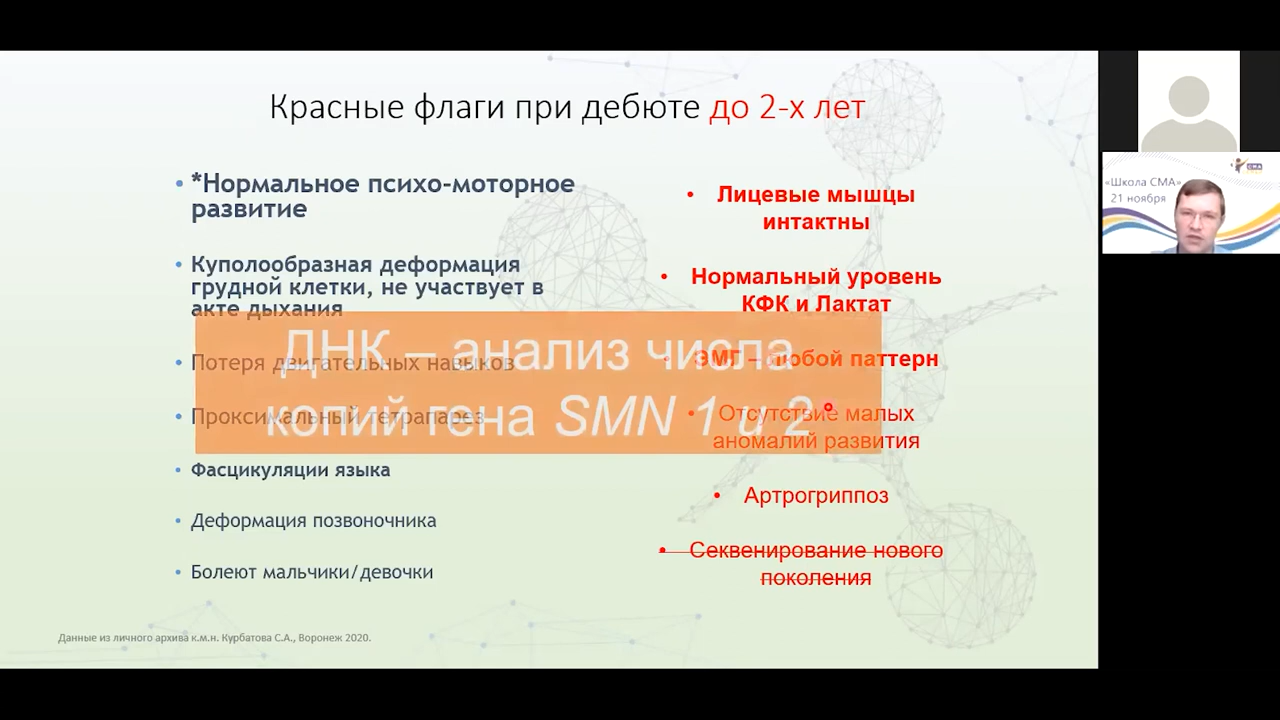 Красные флаги при дебюте до 2-х лет
• *Нормальное психо-моторное
развитие
• Куполообразная деформация
грудной клетки, не участвует в
акте дыхания
• Потеря двигательных навыков
• Проксимальный тетрапарез
• Фасцикуляции языка
• Деформация позвоночника
• Болеют мальчики/девочки
• Лицевые мышцы
интактны
• Нормальный уровень
КФК и Лактат
• ЭМГ – любой паттерн
• Отсутствие малых
аномалий развития
• Артрогриппоз
• Секвенирование нового
поколения
ДНК – анализ числа
копий гена SMN 1 и 2
Данные из личного архива к.м.н. Курбатова С.А., Воронеж 2020.
«Школа СМА»
21 ноября
СМА